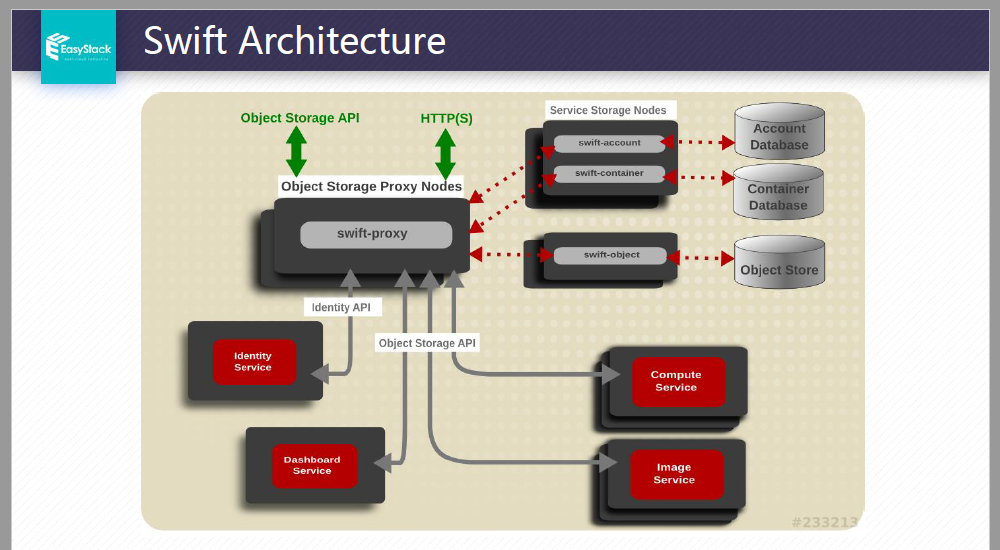 EasyStack
Swift Architecture
Object Storage API
HTTP(S)
Service Storage Nodes
swift-account
swift-container
Account
Database
Container
Database
Object Storage Proxy Nodes
swift-proxy
swift-object
Object Store
Identity API
Object Storage API
Identity
Service
Compute
Service
Dashboard
Service
Image
Service
#233213